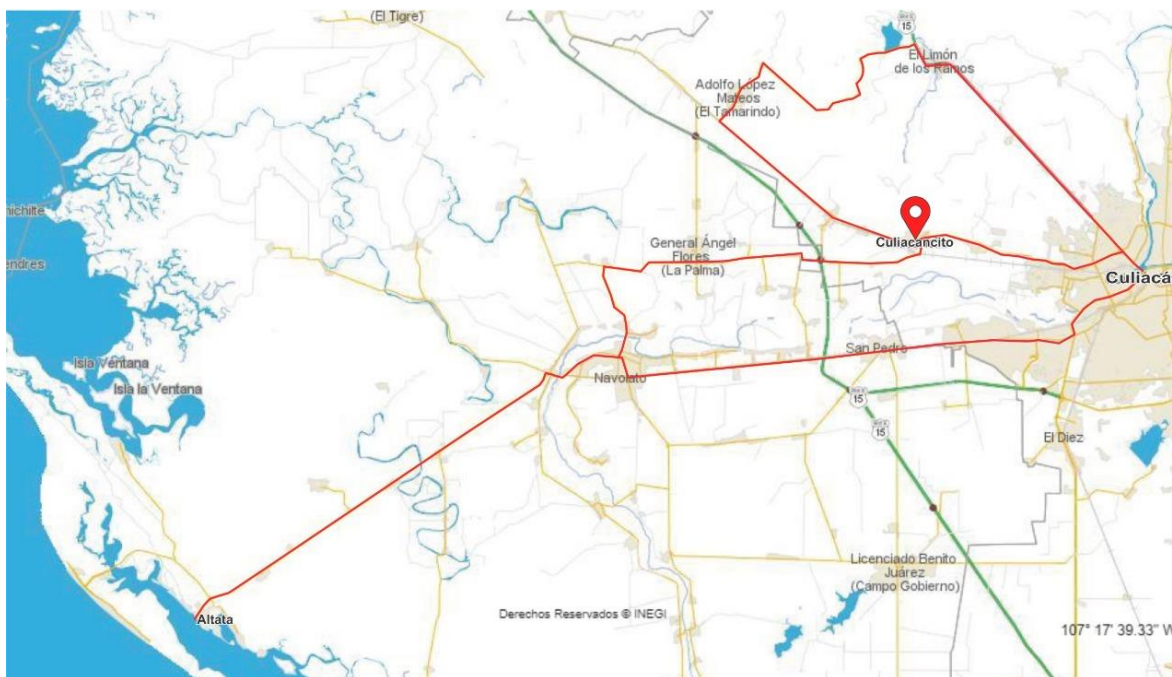 (El Tigre)
15
El Limón
de los Ramos
Adolfo López
Mateos
(El Tamarindo)
Culiacancito
General Ángel
Flores
(La Palma)
Culiacá
San Pedro
Isla Ventana
Isla la Ventana
Navolato
15
15
El Diez
Licenciado Benito
Juárez
(Campo Gobierno)
Derechos Reservados © INEGI
Altata
107° 17' 39.33" W